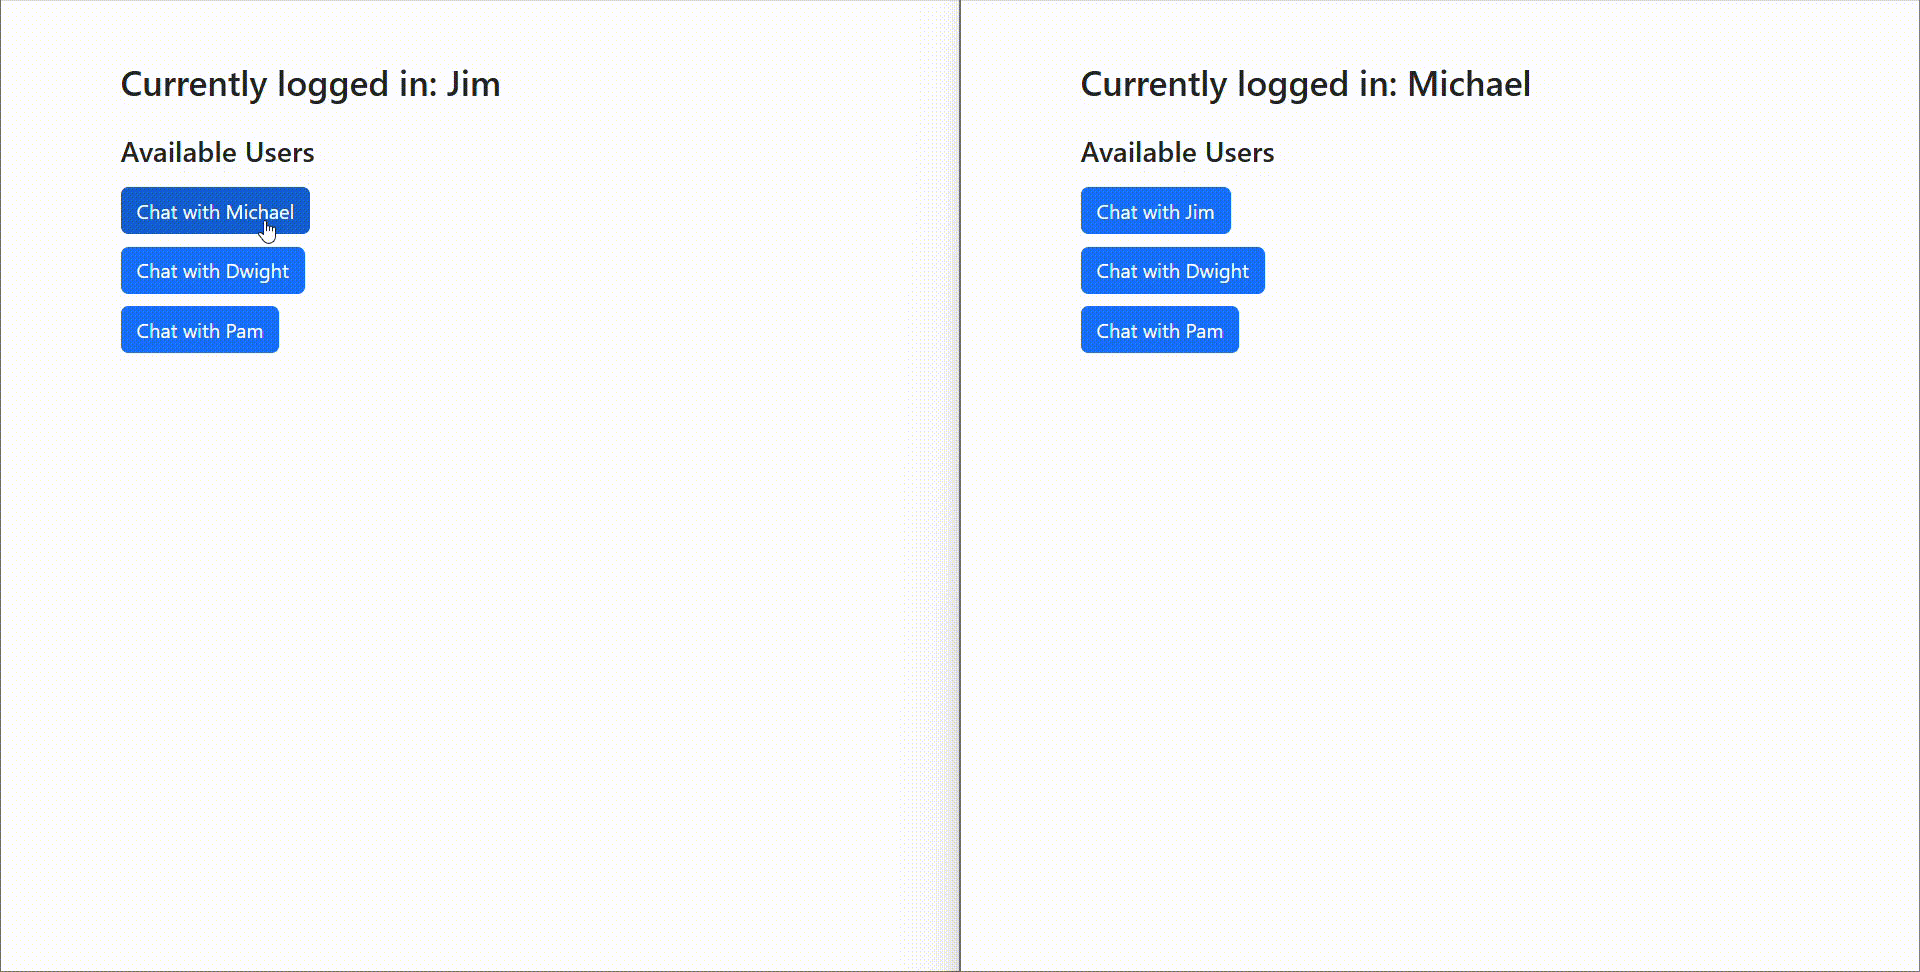 Currently logged in: Jim
Available Users
Chat with Michael
Chat with Dwight
Chat with Pam
Currently logged in: Michael
Available Users
Chat with Jim
Chat with Dwight
Chat with Pam